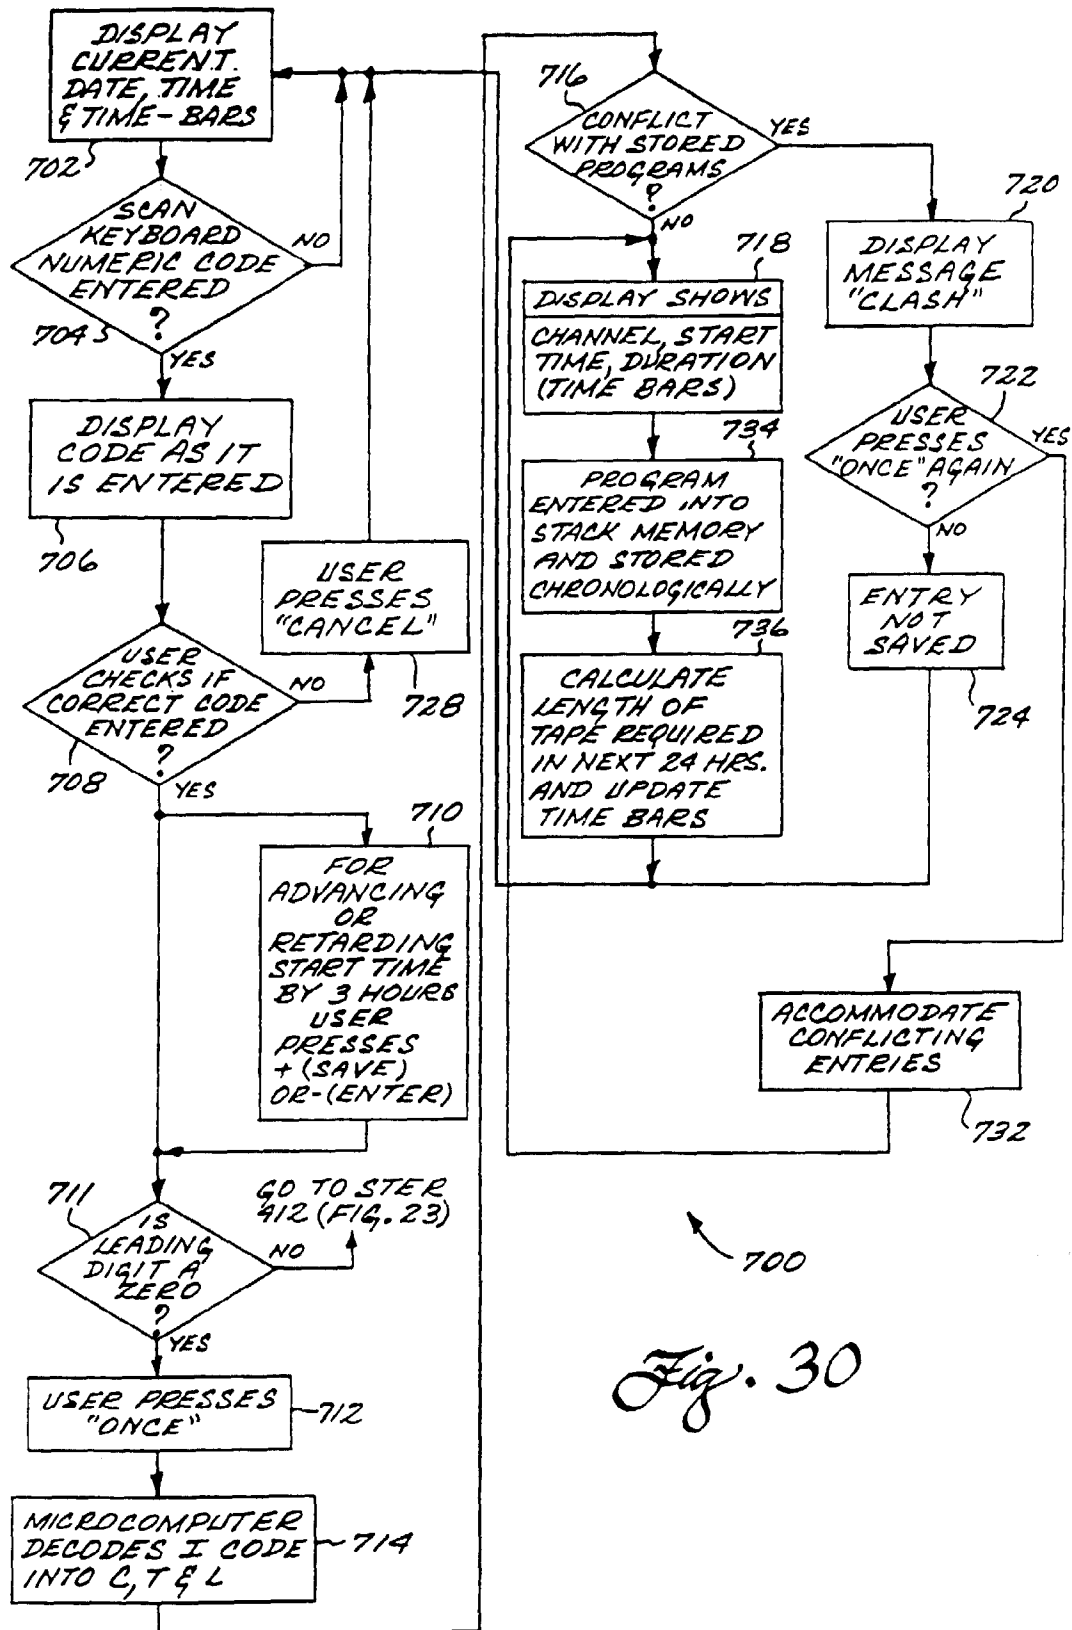 DISPLAY
CURRENT.
DATE, TIME
& TIME-BARS
702
SCAN
KEYBOARD
NUMERIC CODE
ENTERED
?
NO
704
YES
DISPLAY
CODE AS IT
IS ENTERED
706
USER
PRESSES
"CANCEL"
728
USER
CHECKS IF
CORRECT CODE
ENTERED
?
NO
708
YES
710
FOR
ADVANCING
OR
RETARDING
START TIME
BY 3 HOURS
USER
PRESSES
+(SAVE)
OR-(ENTER)
711
IS
LEADING
DIGIT A
ZERO
?
NO
GO TO STER
412 (FIG. 23)
YES
USER PRESSES
"ONCE"
712
MICROCOMPUTER
DECODES I CODE
INTO C, T & L
714
716
CONFLICT
WITH STORED
PROGRAMS
?
YES
NO
718
DISPLAY SHOWS
CHANNEL, START
TIME, DURATION
(TIME BARS)
734
PROGRAM
ENTERED INTO
STACK MEMORY
AND STORED
CHRONOLOGICALLY
736
CALCULATE
LENGTH OF
TAPE REQUIRED
IN NEXT 24 HRS.
AND UPDATE
TIME BARS
720
DISPLAY
MESSAGE
"CLASH"
722
USER
PRESSES
"ONCE" AGAIN
?
YES
NO
ENTRY
NOT
SAVED
724
ACCOMMODATE
CONFLICTING
ENTRIES
732
700
Fig. 30